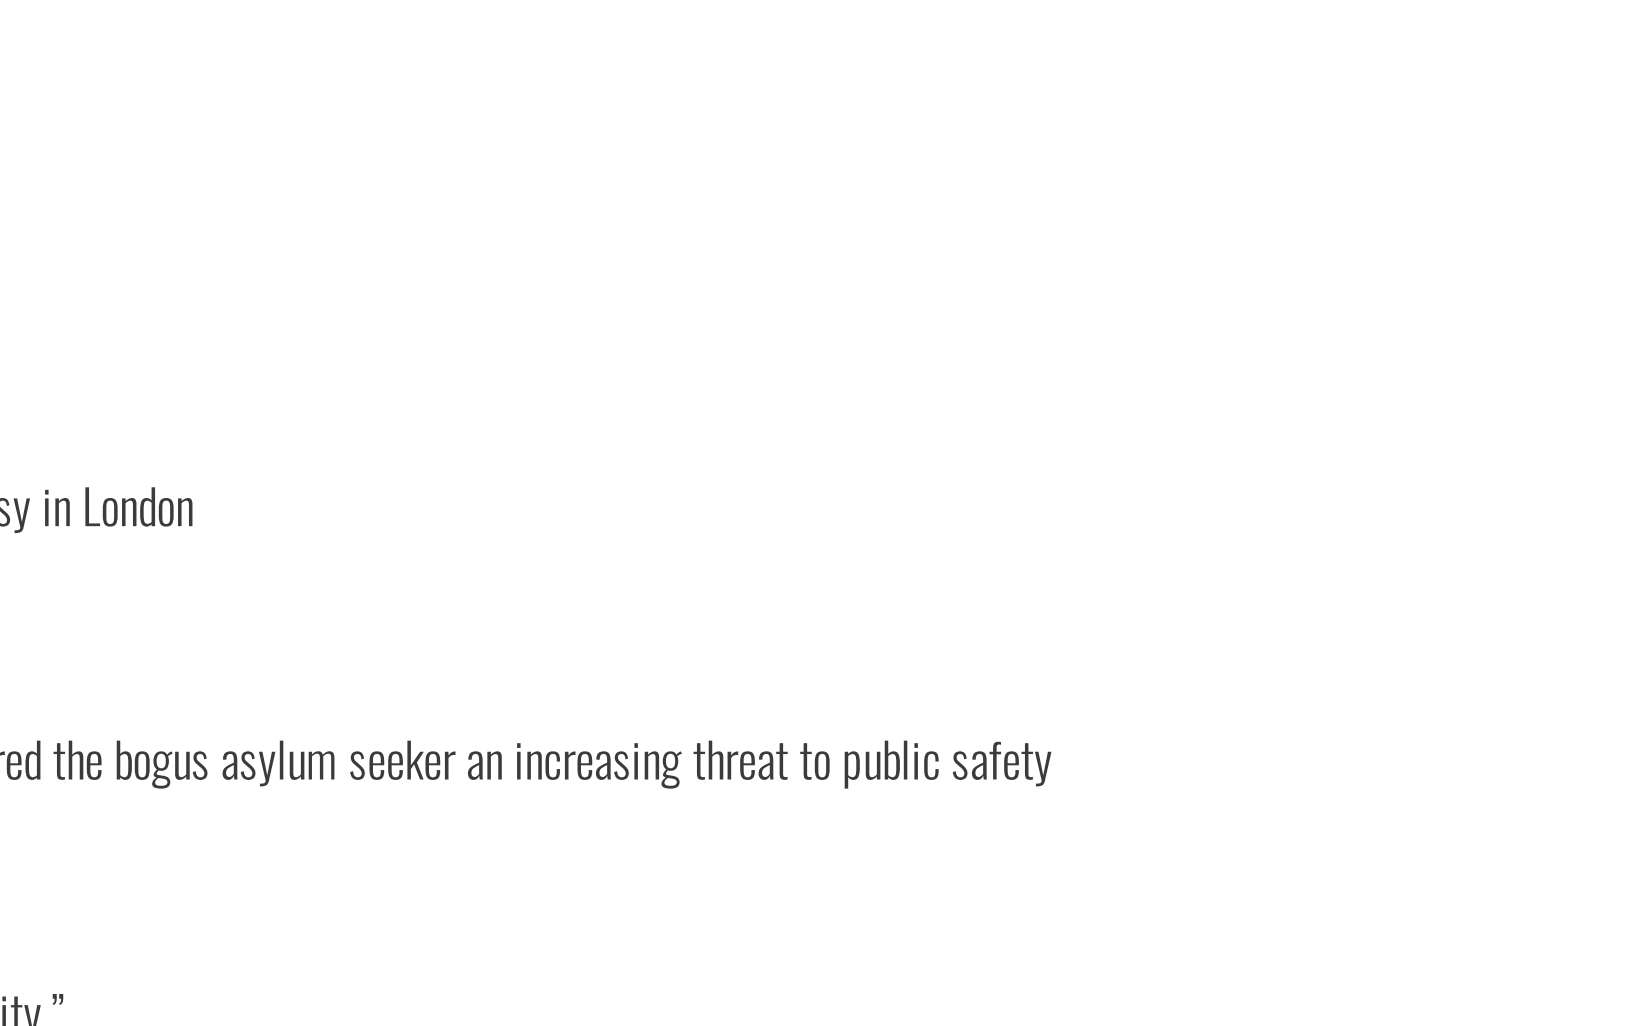 sy in London
red the bogus asylum seeker an increasing threat to public safety
ity.”